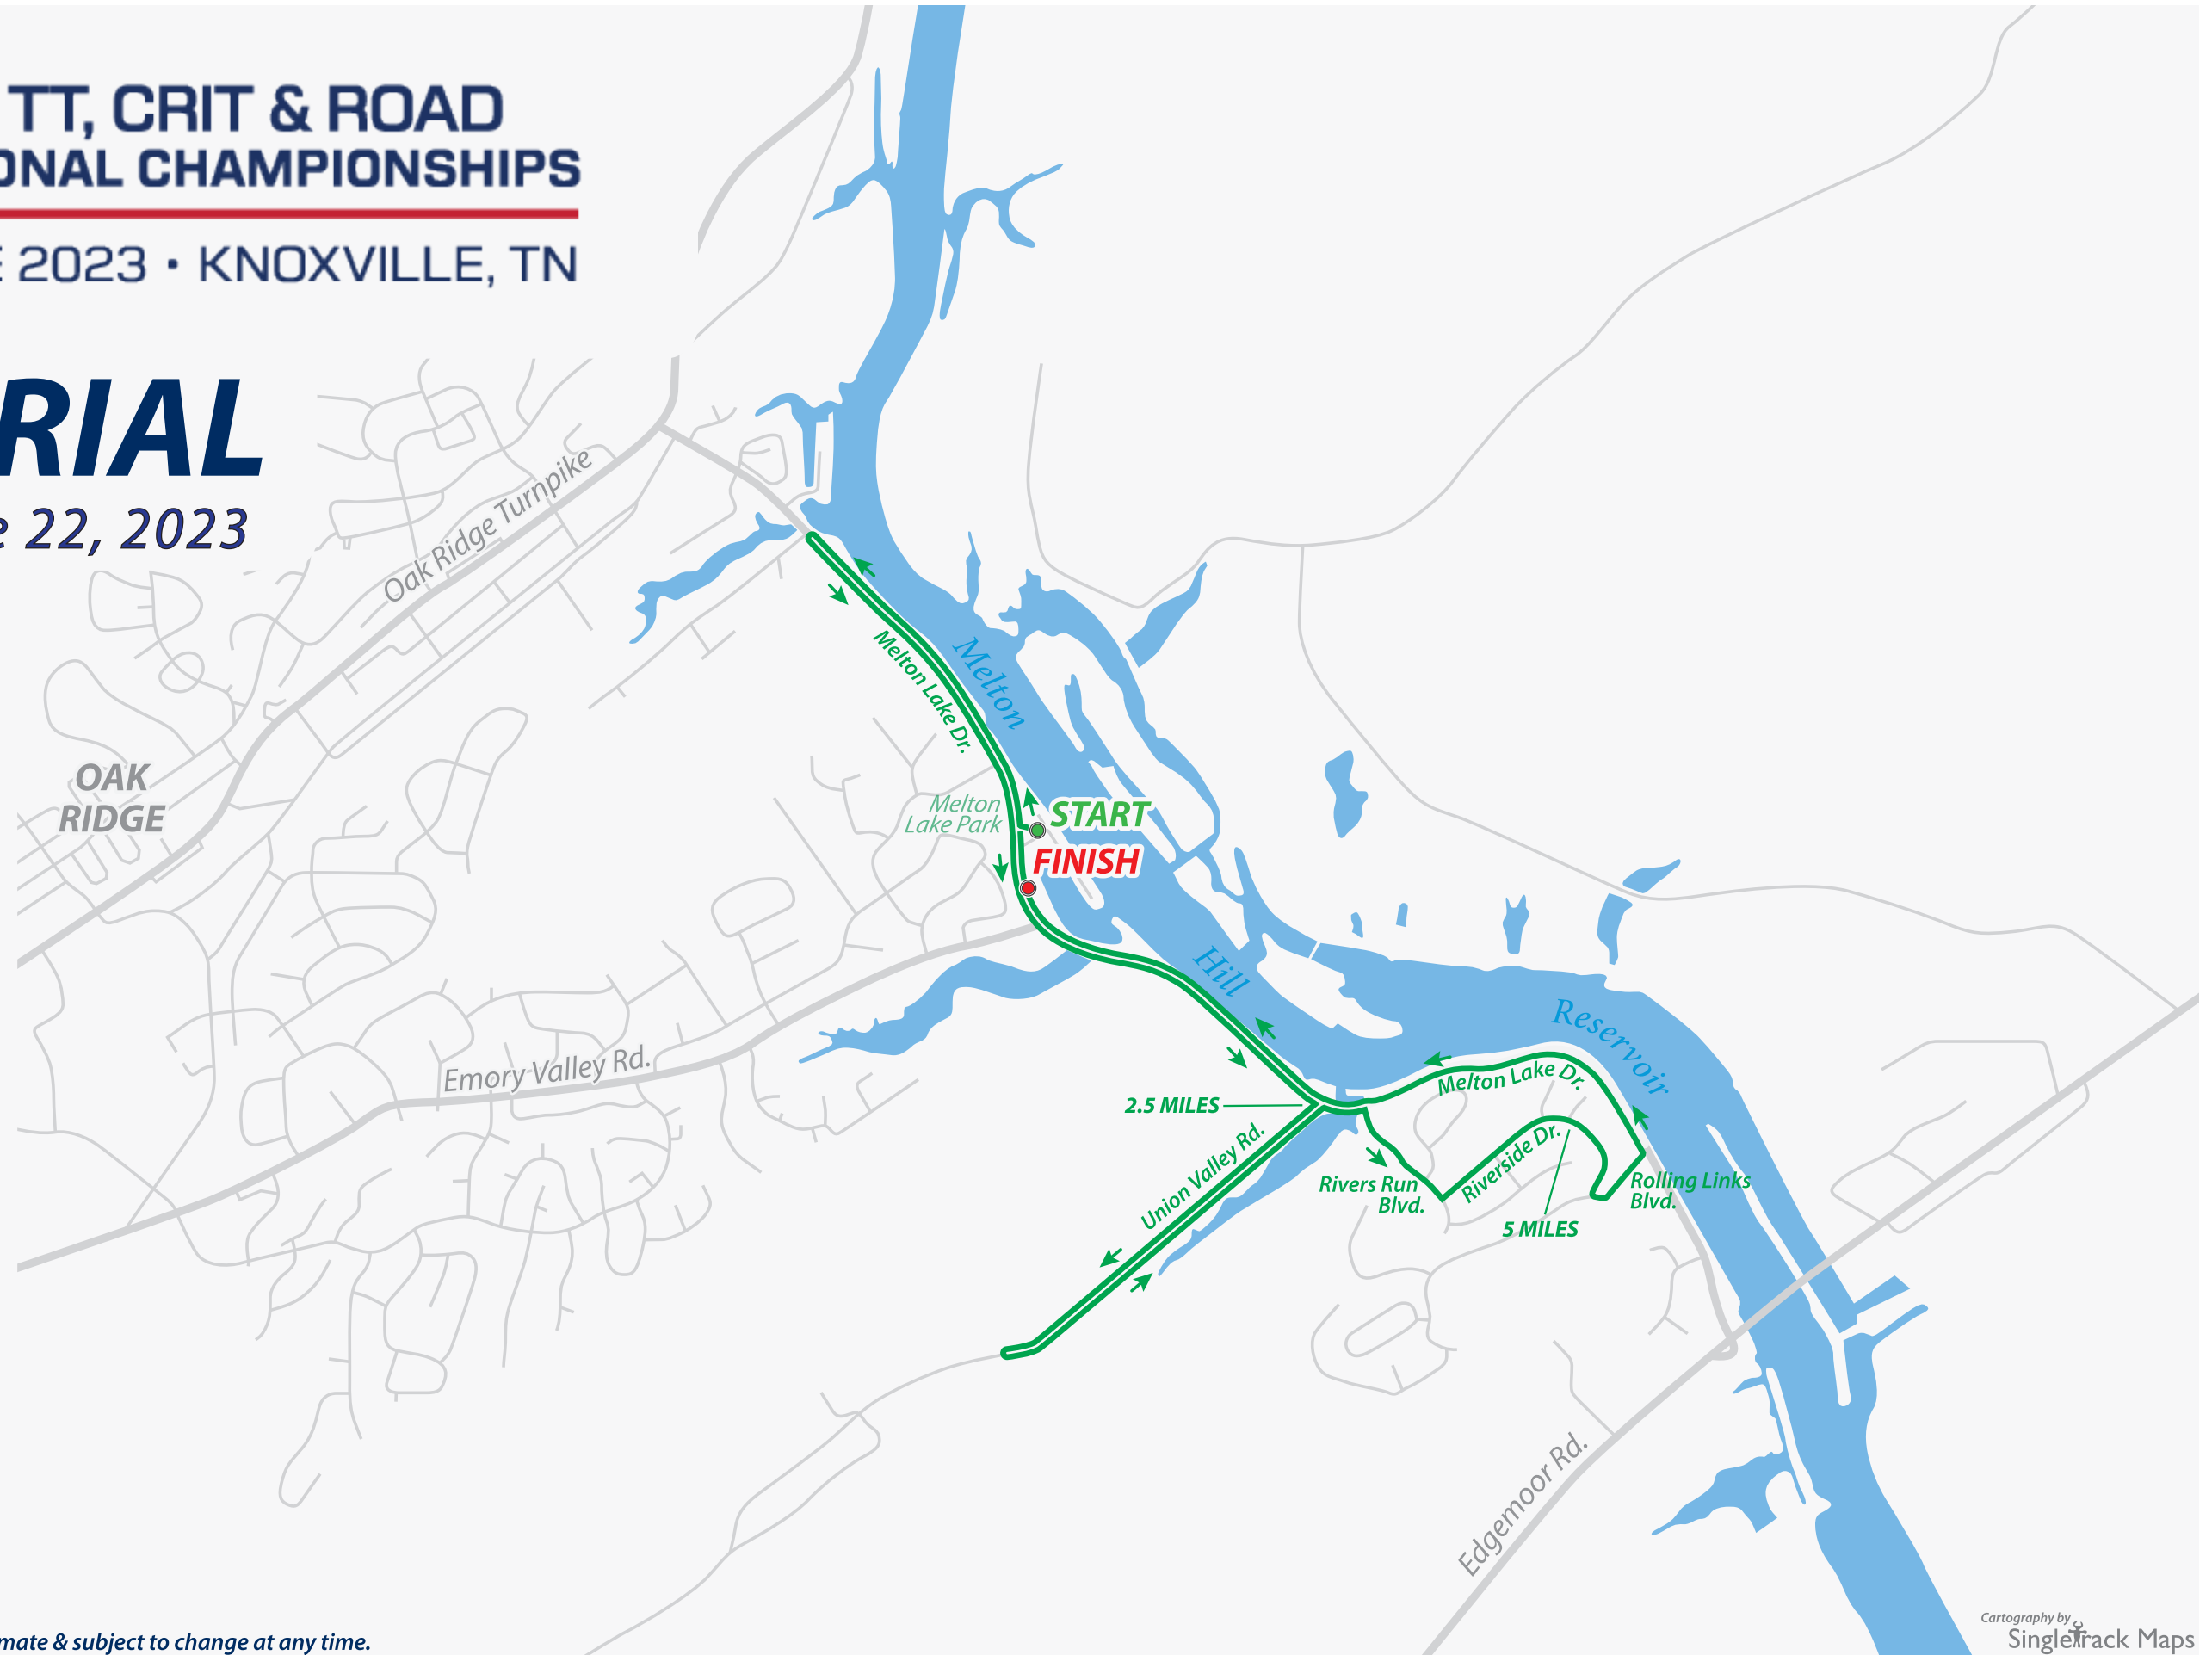 TT, CRIT & ROAD
ONAL CHAMPIONSHIPS
2023 • KNOXVILLE, TN
RIAL
e 22, 2023
Oak Ridge Turnpike
OAK
RIDGE
Melton
Melton Lake Dr.
Melton
Lake Park
START
FINISH
Hill
Reservoir
Emory Valley Rd.
Melton Lake Dr.
2.5 MILES
Union Valley Rd.
Riverside Dr.
Rivers Run
Blvd.
Rolling Links
Blvd.
5 MILES
Edgemoor Rd.
Cartography by
SingleTrack Maps
mate & subject to change at any time.